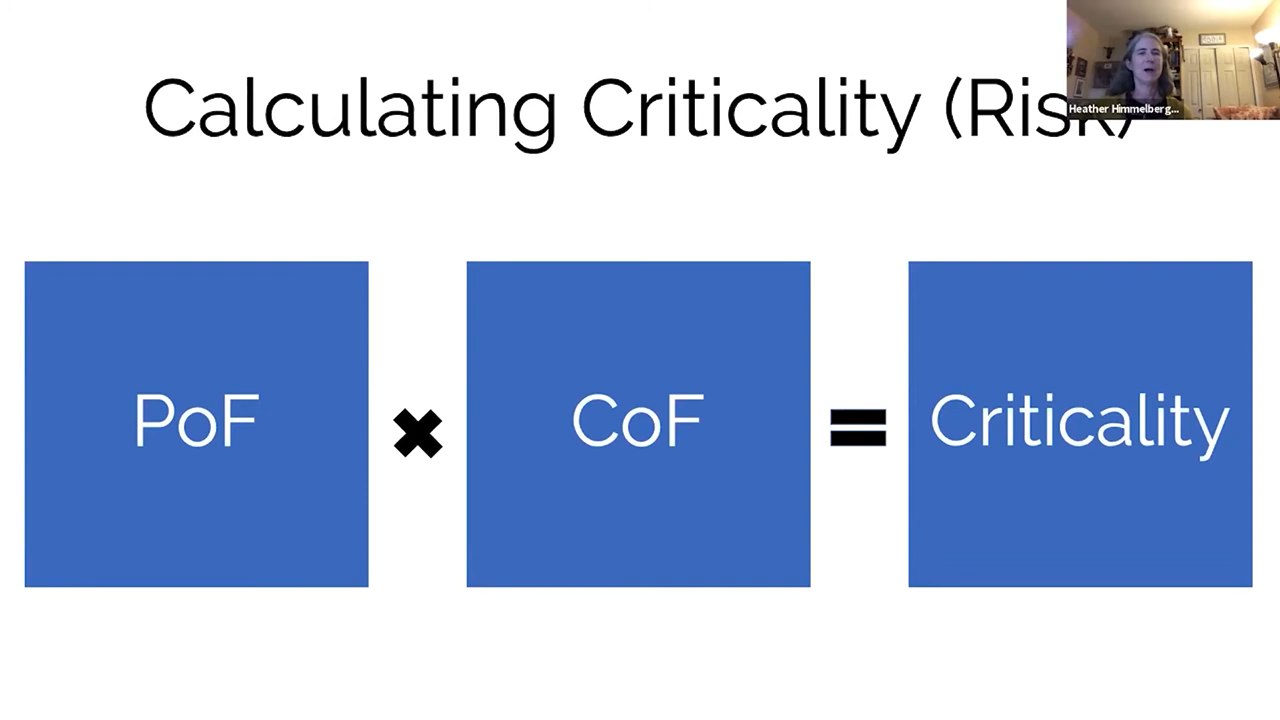 Calculating Criticality (Risk)
Heather Himmelberg...
PoF
CoF
Criticality